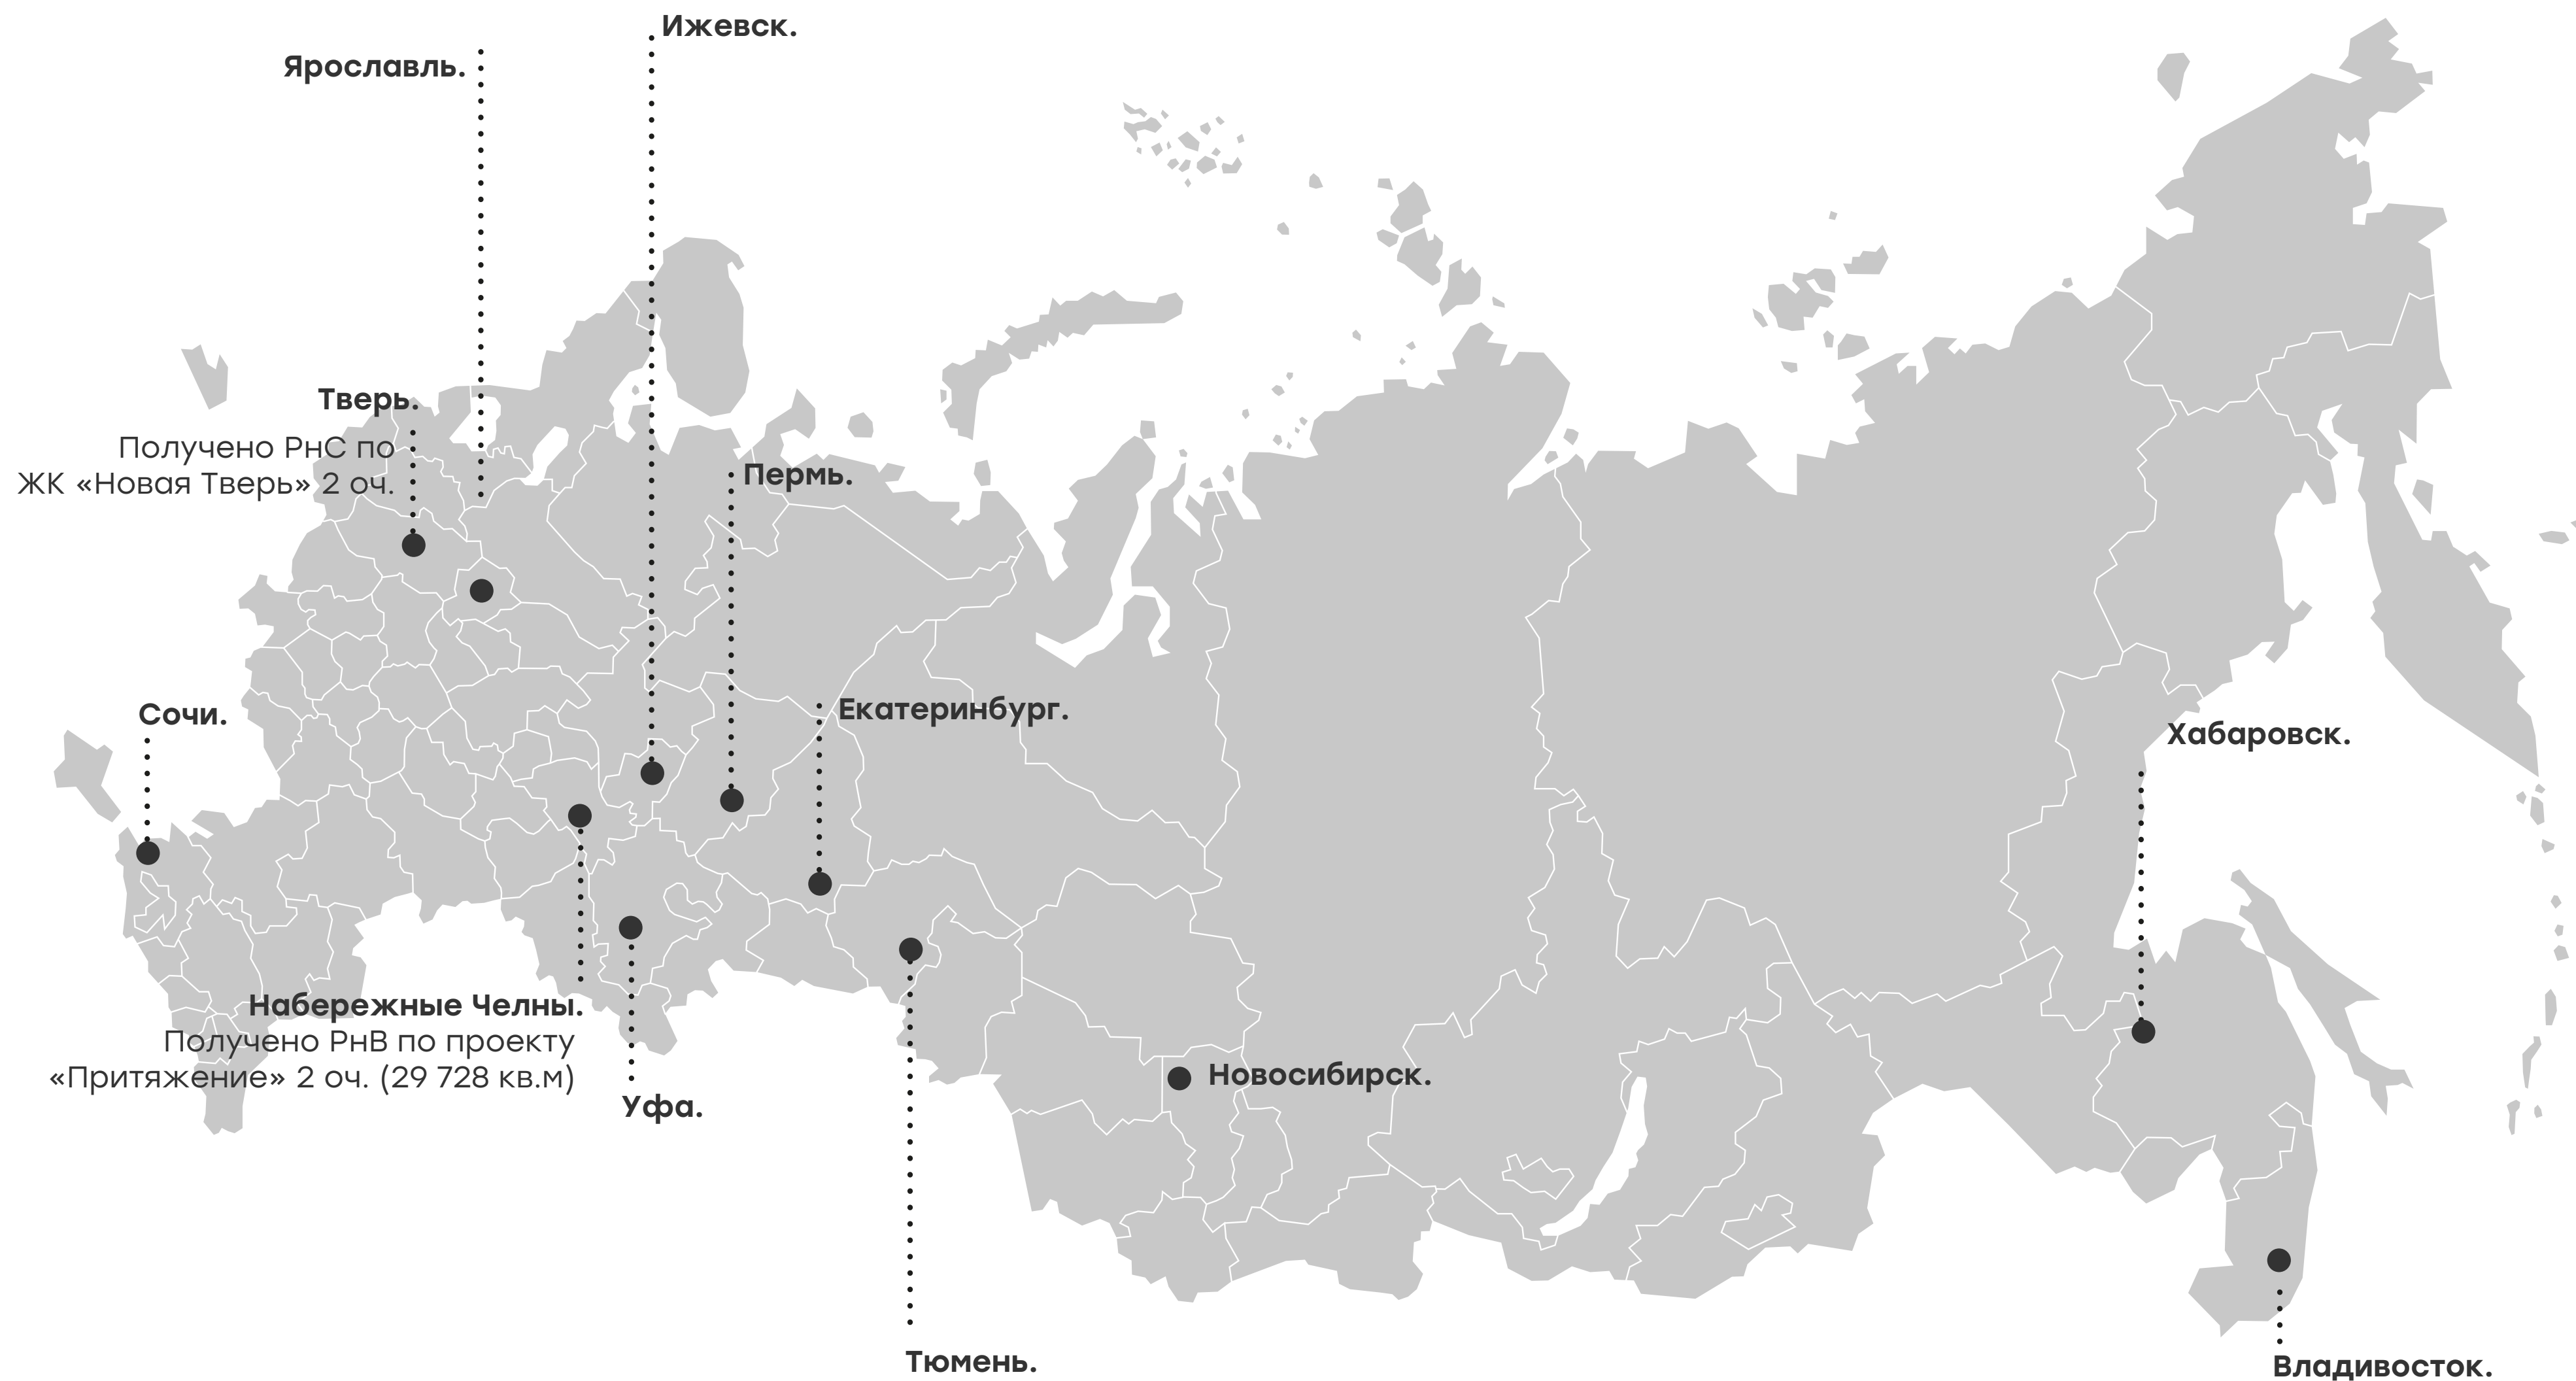 Ижевск.
Ярославль.
Тверь.
Получено РнС по
ЖК «Новая Тверь» 2 оч.
Пермь.
Екатеринбург.
Сочи.
Хабаровск.
Набережные Челны.
Получено РнВ по проекту
«Притяжение» 2 оч. (29 728 кв.м)
Новосибирск.
Уфа.
Тюмень.
Владивосток.